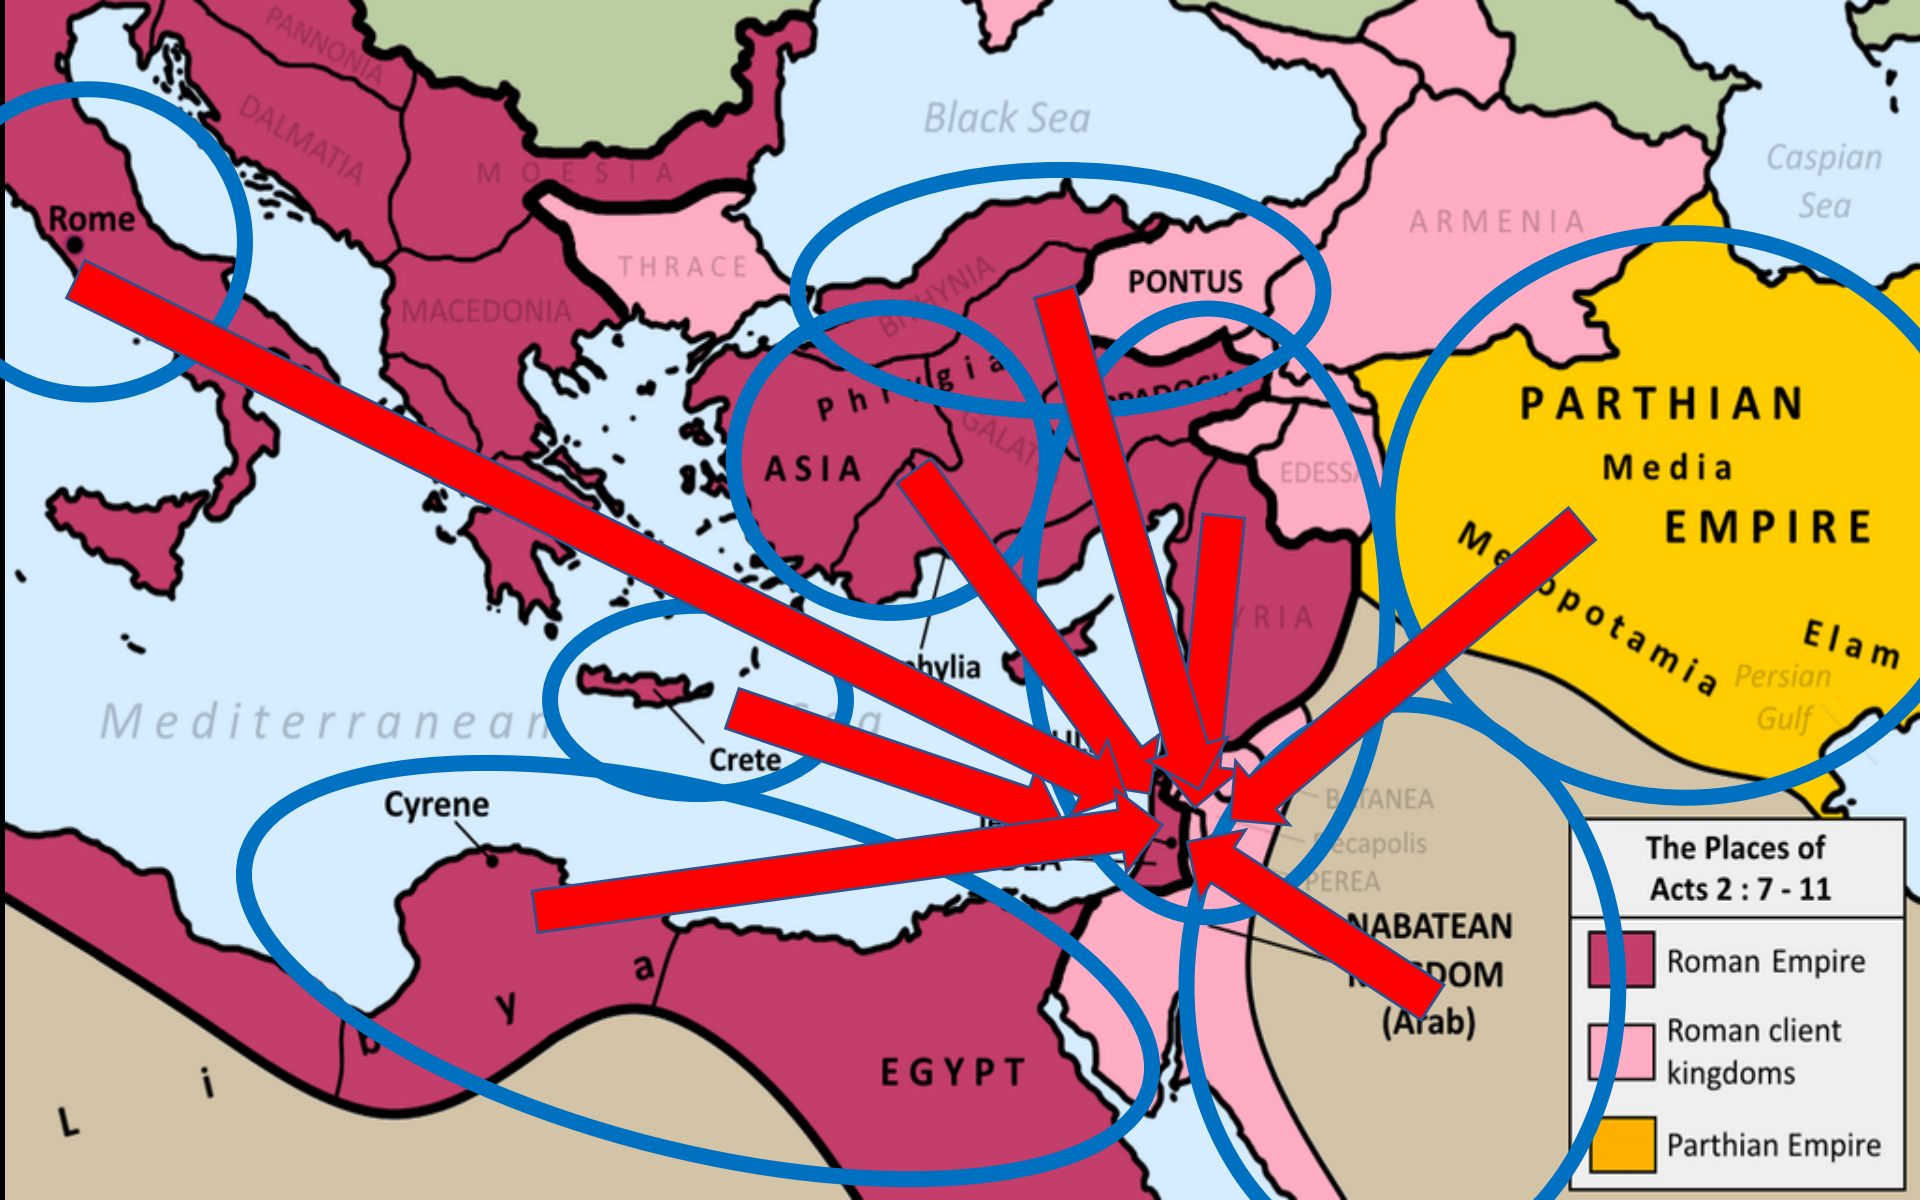 PANNONIA
DALMATIA
MOESIA
Black Sea
Caspian
Sea
Rome
THRACE
MACEDONIA
BITHYNIA
PONTUS
ARMENIA
Phrygia
ASIA
EDESSA
PARTHIAN
Media
EMPIRE
Mediterranean
Sea
Elam
Persian
Gulf
Crete
Cyrene
BATANEA
PEREA
NABATEAN
(Arab)
L i b y a
EGYPT
The Places of
Acts 2 : 7 - 11
Roman Empire
Roman client
kingdoms
Parthian Empire